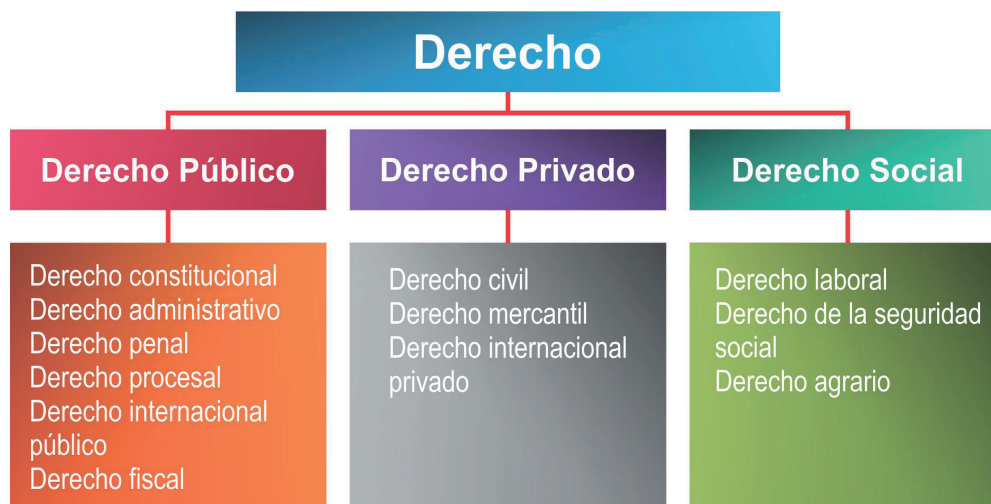 Derecho
Derecho Público
Derecho Privado
Derecho Social
Derecho constitucional
Derecho administrativo
Derecho penal
Derecho procesal
Derecho internacional
público
Derecho fiscal
Derecho civil
Derecho mercantil
Derecho internacional
privado
Derecho laboral
Derecho de la seguridad
social
Derecho agrario